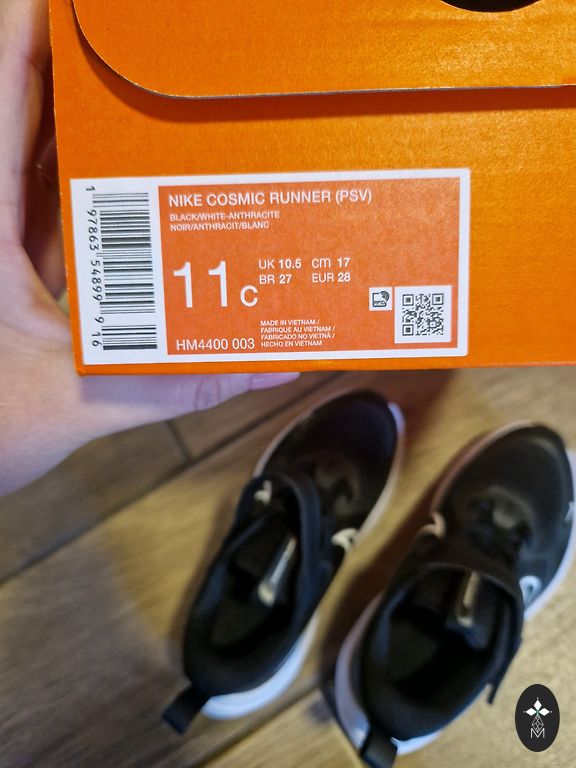 NIKE COSMIC RUNNER (PSV)
BLACK/WHITE-ANTHRACITE
NOIR/ANTHRACIT/BLANC
11C
UK 10.5 cm 17
BR 27 EUR 28
HM4400 003
MADE IN VIETNAM /
FABRIQUE AU VIETNAM /
FABRICADO NO VIETNÃ /
HECHO EN VIETNAM
1 97863 54899 9 16
M